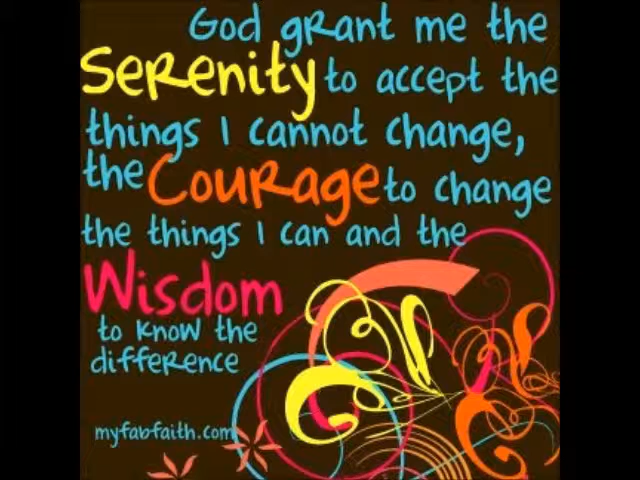 God grant me the
Serenity to accept the
things I cannot change,
the Courage to change
the things I can and the
Wisdom
to know the
difference
myfabfaith.com